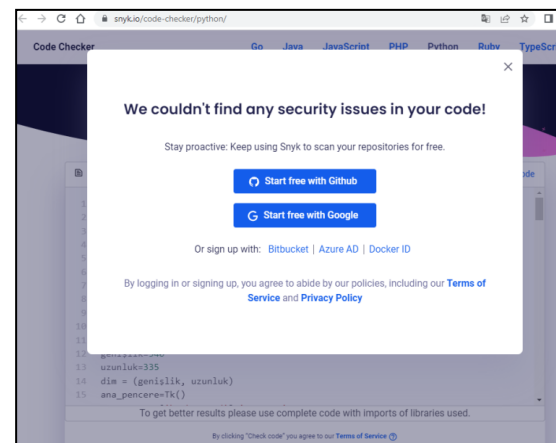 snyk.io/code-checker/python/
Code Checker Go Java JavaScript PHP Python Ruby TypeScr
We couldn't find any security issues in your code!
Stay proactive: Keep using Snyk to scan your repositories for free.
Start free with Github
Start free with Google
Or sign up with: Bitbucket | Azure AD | Docker ID
By logging in or signing up, you agree to abide by our policies, including our Terms of
Service and Privacy Policy
ode
1
2
3
4
5
6
7
8
9
10
11
12 genişlik=340
13 uzunluk=335
14 dim = (genişlik, uzunluk)
15 ana_pencere=Tk()
To get better results please use complete code with imports of libraries used.
By clicking "Check code" you agree to our Terms of Service